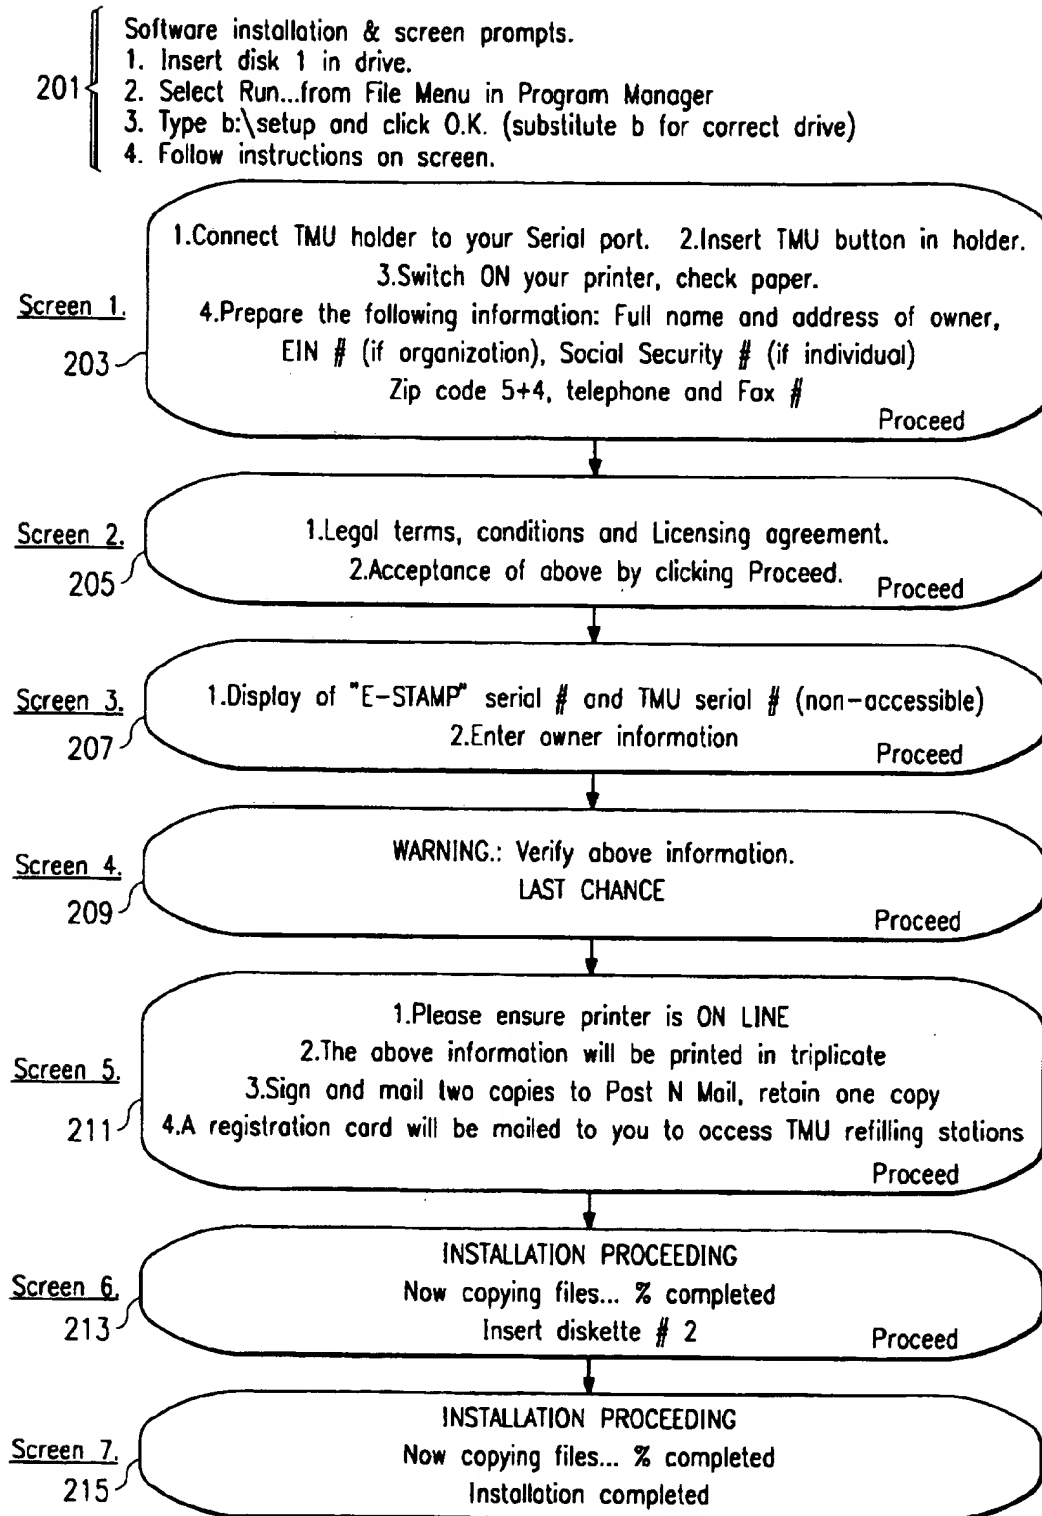 Software installation & screen prompts.
1. Insert disk 1 in drive.
201
2. Select Run...from File Menu in Program Manager
3. Type b:\setup and click O.K. (substitute b for correct drive)
4. Follow instructions on screen.
1.Connect TMU holder to your Serial port. 2.Insert TMU button in holder.
3.Switch ON your printer, check paper.
Screen 1.
4.Prepare the following information: Full name and address of owner,
203
EIN # (if organization), Social Security # (if individual)
Zip code 5+4, telephone and Fax #
Proceed
Screen 2.
1.Legal terms, conditions and Licensing agreement.
205
2.Acceptance of above by clicking Proceed.
Proceed
Screen 3.
1.Display of "E-STAMP" serial # and TMU serial # (non-accessible)
207
2.Enter owner information
Proceed
WARNING.: Verify above information.
Screen 4.
LAST CHANCE
209
Proceed
1.Please ensure printer is ON LINE
2.The above information will be printed in triplicate
Screen 5.
3.Sign and mail two copies to Post N Mail, retain one copy
211
4.A registration card will be mailed to you to access TMU refilling stations
Proceed
INSTALLATION PROCEEDING
Screen 6.
Now copying files... % completed
213
Insert diskette # 2
Proceed
INSTALLATION PROCEEDING
Screen 7.
Now copying files... % completed
215
Installation completed